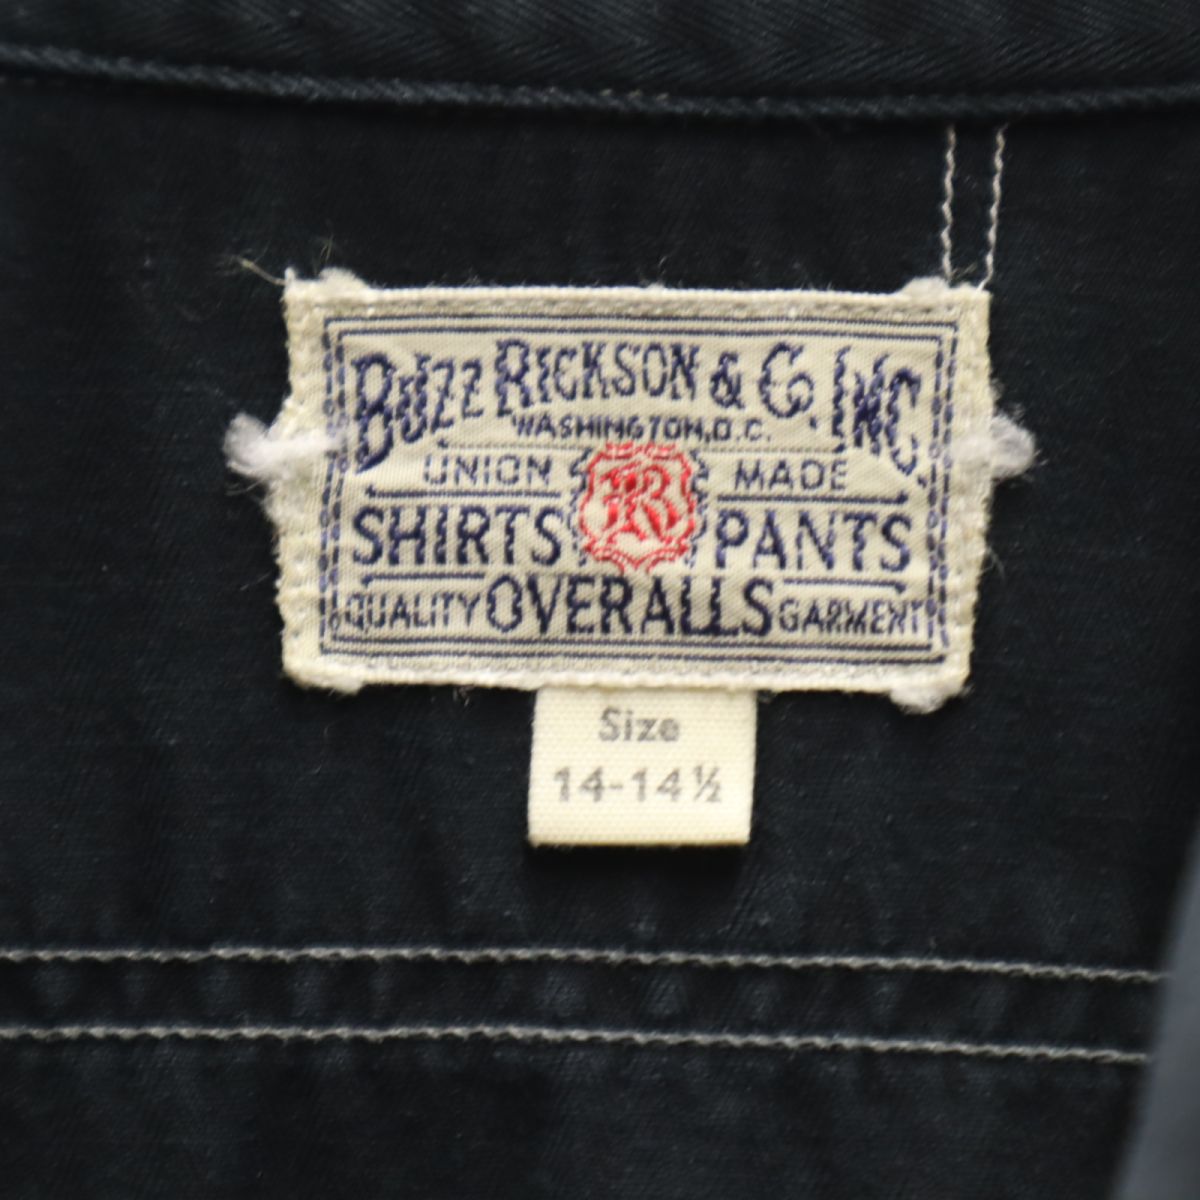 BUZZ RICKSON & CO. INC.
WASHINGTON, D.C.
UNION MADE
SHIRTS R PANTS
QUALITY OVERALLS GARMENT
Size
14-14½